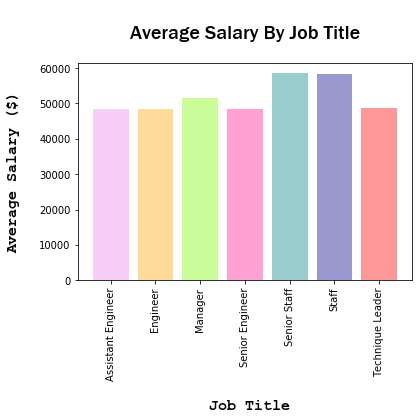 Average Salary By Job Title
Average Salary ($)
60000
50000
40000
30000
20000
10000
0
Assistant Engineer
Engineer
Manager
Senior Engineer
Senior Staff
Staff
Technique Leader
Job Title